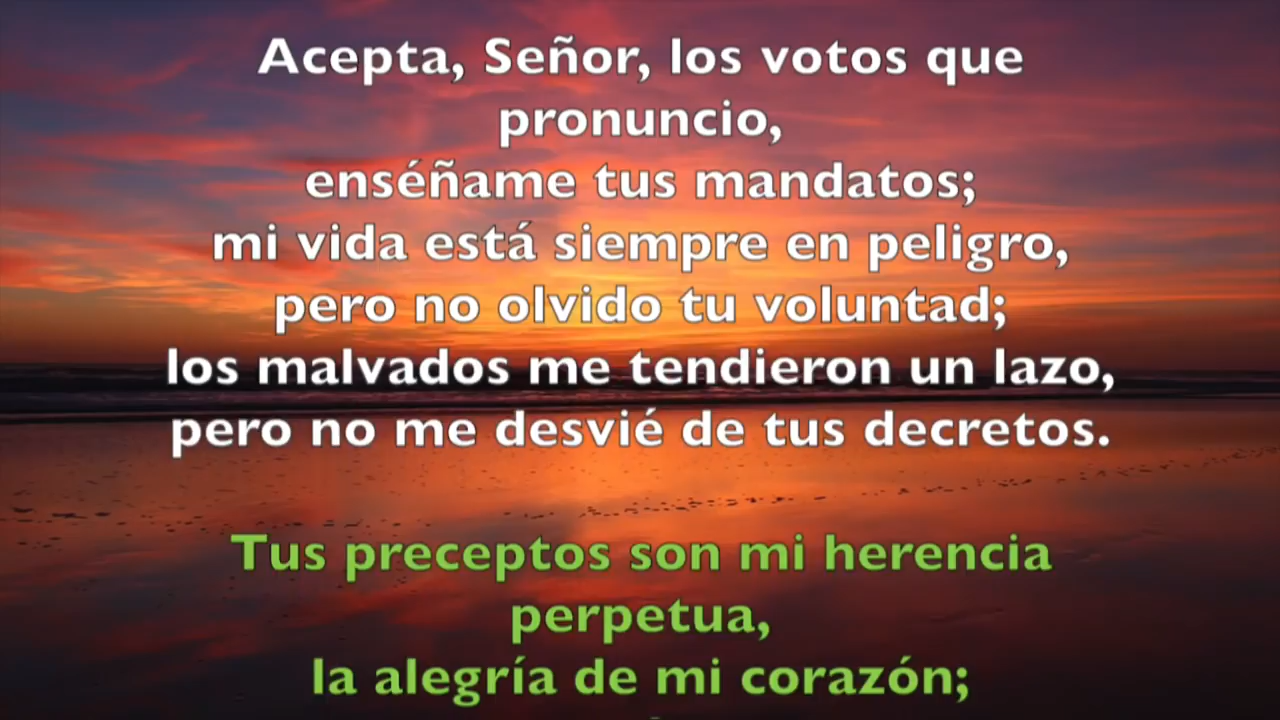 Acepta, Señor, los votos que
pronuncio,
enséñame tus mandatos;
mi vida está siempre en peligro,
pero no olvido tu voluntad;
los malvados me tendieron un lazo,
pero no me desvié de tus decretos.
Tus preceptos son mi herencia
perpetua,
la alegría de mi corazón;